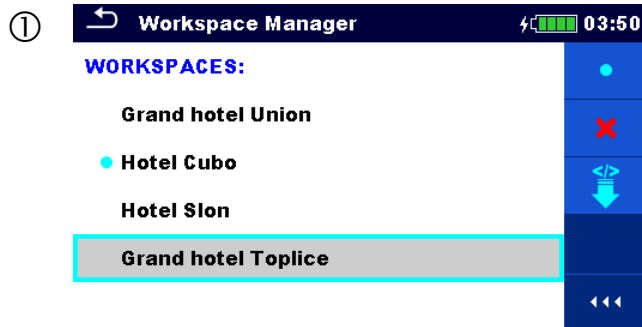 ①
Workspace Manager 03:50
WORKSPACES:
Grand hotel Union
Hotel Cubo
</>
Hotel Slon
Grand hotel Toplice